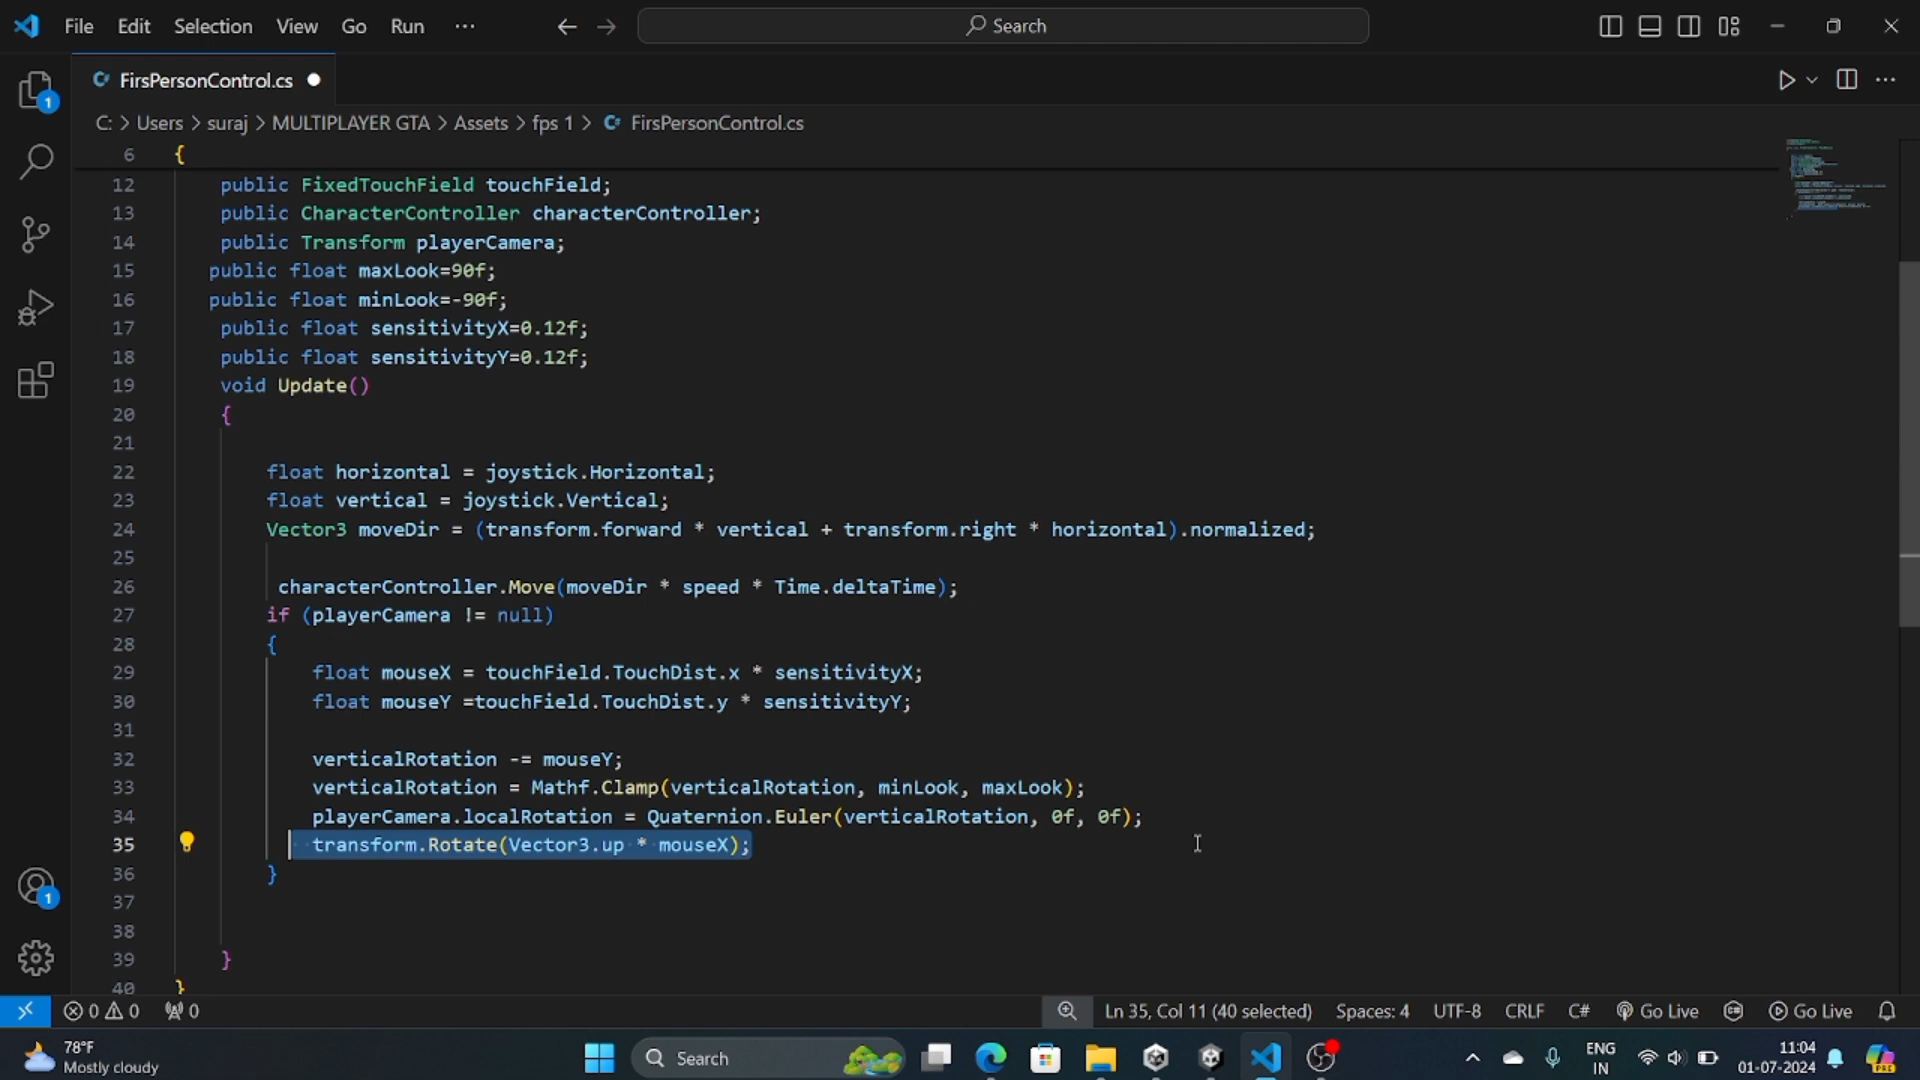 File Edit Selection View Go Run ··· Search
FirsPersonControl.cs
C: > Users > suraj > MULTIPLAYER GTA > Assets > fps 1 > FirsPersonControl.cs
6 {
12 public FixedTouchField touchField;
13 public CharacterController characterController;
14 public Transform playerCamera;
15 public float maxLook=90f;
16 public float minLook=-90f;
17 public float sensitivityX=0.12f;
18 public float sensitivityY=0.12f;
19 void Update()
20 {
21
22 float horizontal = joystick.Horizontal;
23 float vertical = joystick.Vertical;
24 Vector3 moveDir = (transform.forward * vertical + transform.right * horizontal).normalized;
25
26 characterController.Move(moveDir * speed * Time.deltaTime);
27 if (playerCamera != null)
28 {
29 float mouseX = touchField.TouchDist.x * sensitivityX;
30 float mouseY =touchField.TouchDist.y * sensitivityY;
31
32 verticalRotation -= mouseY;
33 verticalRotation = Mathf.Clamp(verticalRotation, minLook, maxLook);
34 playerCamera.localRotation = Quaternion.Euler(verticalRotation, 0f, 0f);
35 transform.Rotate(Vector3.up * mouseX);
36 }
37
38
39 }
40 }
1
1
0 0 0 Ln 35, Col 11 (40 selected) Spaces: 4 UTF-8 CRLF C# Go Live Go Live
78°F
Mostly cloudy
Search
ENG
IN
11:04
01-07-2024